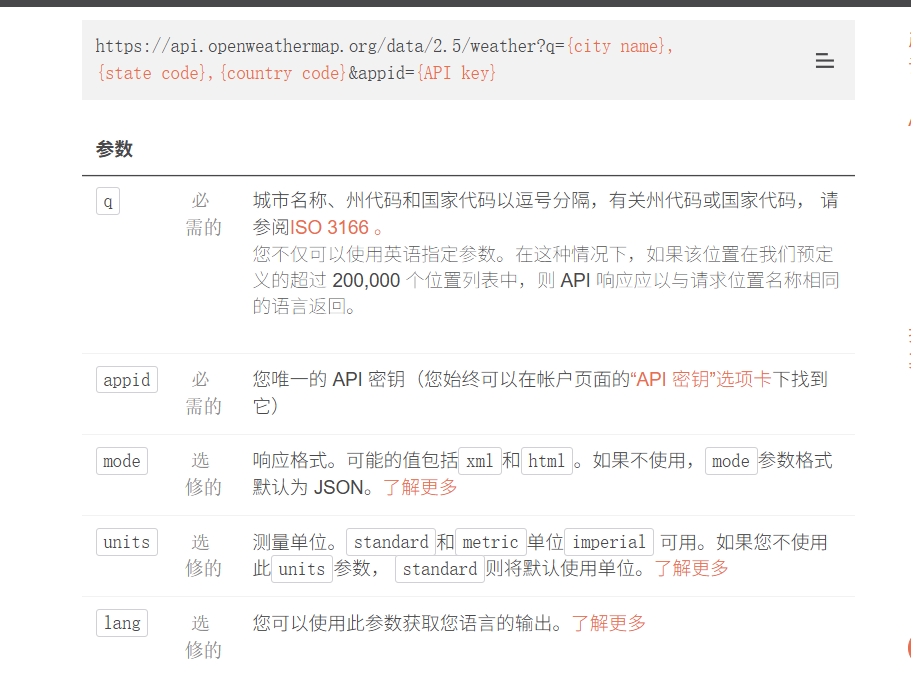 https://api.openweathermap.org/data/2.5/weather?q={city name},
{state code},{country code}&appid={API key}
参数
q
必
需的
城市名称、州代码和国家代码以逗号分隔，有关州代码或国家代码， 请
参阅ISO 3166 。
您不仅可以使用英语指定参数。在这种情况下，如果该位置在我们预定
义的超过 200,000 个位置列表中，则 API 响应应以与请求位置名称相同
的语言返回。
appid
必
需的
您唯一的 API 密钥（您始终可以在帐户页面的“API 密钥”选项卡下找到
它）
mode
选
修的
响应格式。可能的值包括 xml 和 html 。如果不使用， mode 参数格式
默认为 JSON。了解更多
units
选
修的
测量单位。 standard 和 metric 单位 imperial 可用。如果您不使用
此 units 参数， standard 则将默认使用单位。了解更多
lang
选
修的
您可以使用此参数获取您语言的输出。了解更多